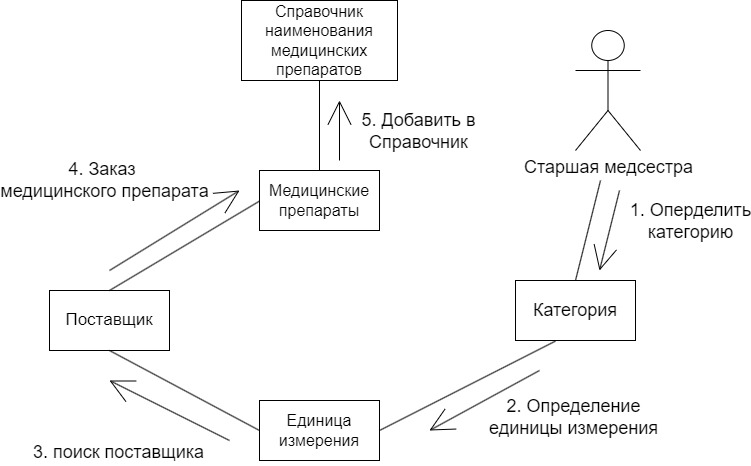 Справочник
наименования
медицинских
препаратов
5. Добавить в
Справочник
4. Заказ
медицинского препарата
Медицинские
препараты
Старшая медсестра
1. Оперделить
категорию
Поставщик
Категория
Единица
измерения
2. Определение
единицы измерения
3. поиск поставщика